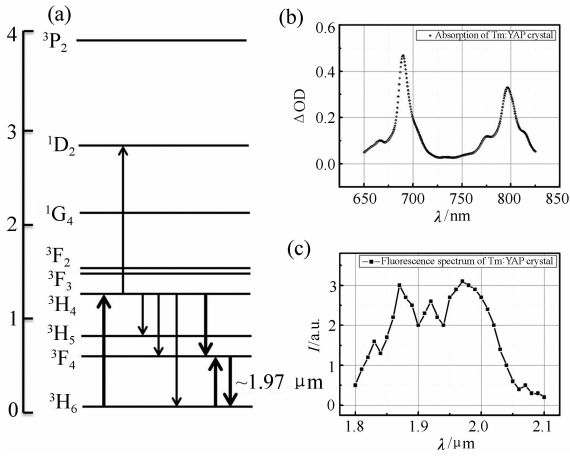 (a)
4
3
2
1
0
³P₂
¹D₂
¹G₄
³F₂
³F₃
³H₄
³H₅
³F₄
³H₆
~1.97 μm
(b)
Absorption of Tm:YAP crystal
ΔOD
0.6
0.4
0.2
0.0
650 700 750 800 850
λ/nm
(c)
Fluorescence spectrum of Tm:YAP crystal
I/a.u.
3
2
1
0
1.8 1.9 2.0 2.1
λ/μm